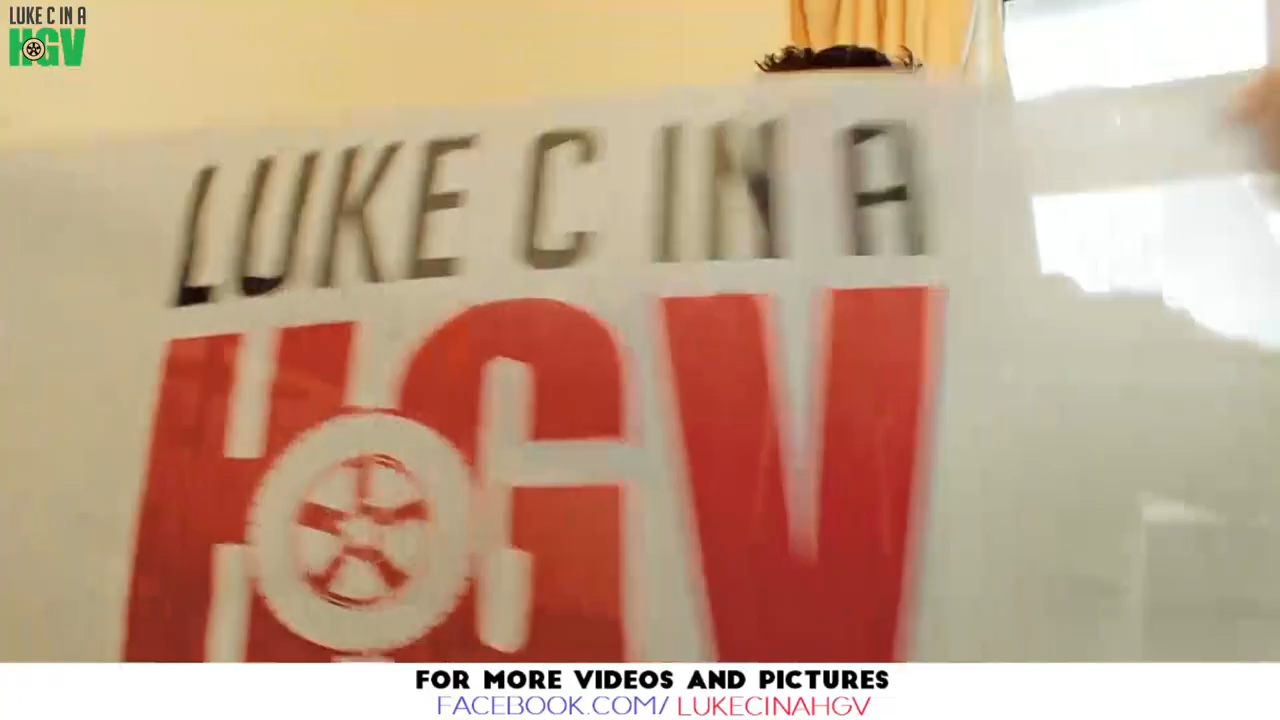 LUKE C IN A
HGV
LUKE C IN A
HGV
FOR MORE VIDEOS AND PICTURES
FACEBOOK.COM/ LUKECINAHGV